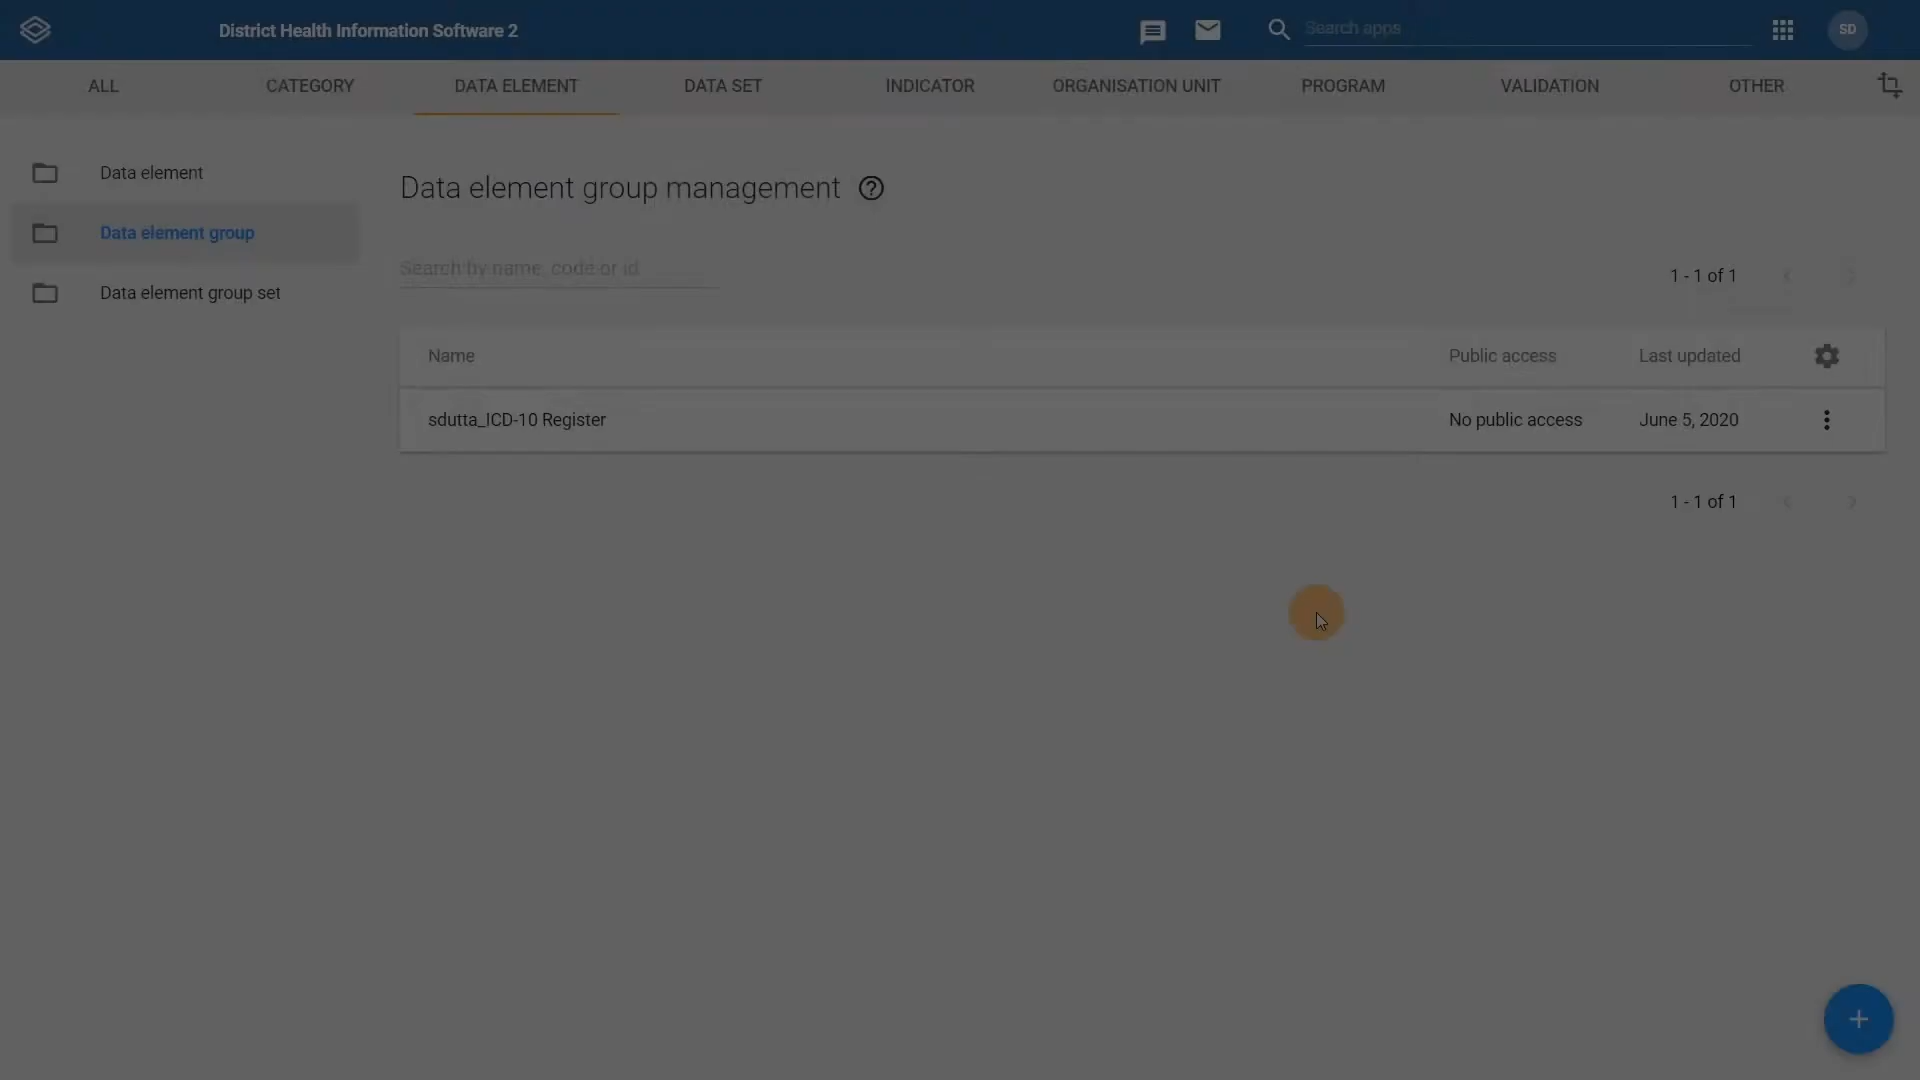 District Health Information Software 2
Search apps
SD
ALL
CATEGORY
DATA ELEMENT
DATA SET
INDICATOR
ORGANISATION UNIT
PROGRAM
VALIDATION
OTHER
Data element
Data element group
Data element group set
Data element group management
Search by name, code or id
1 - 1 of 1
Name
Public access
Last updated
sdutta_ICD-10 Register
No public access
June 5, 2020
1 - 1 of 1